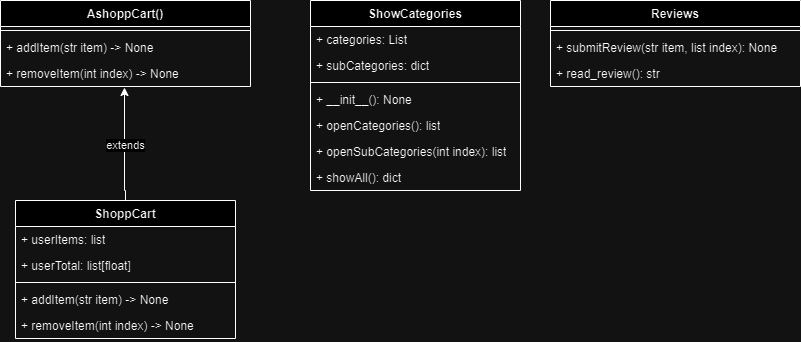 AshoppCart()
+ addItem(str item) -> None
+ removeItem(int index) -> None
extends
ShoppCart
+ userItems: list
+ userTotal: list[float]
+ addItem(str item) -> None
+ removeItem(int index) -> None
ShowCategories
+ categories: List
+ subCategories: dict
+ __init__(): None
+ openCategories(): list
+ openSubCategories(int index): list
+ showAll(): dict
Reviews
+ submitReview(str item, list index): None
+ read_review(): str